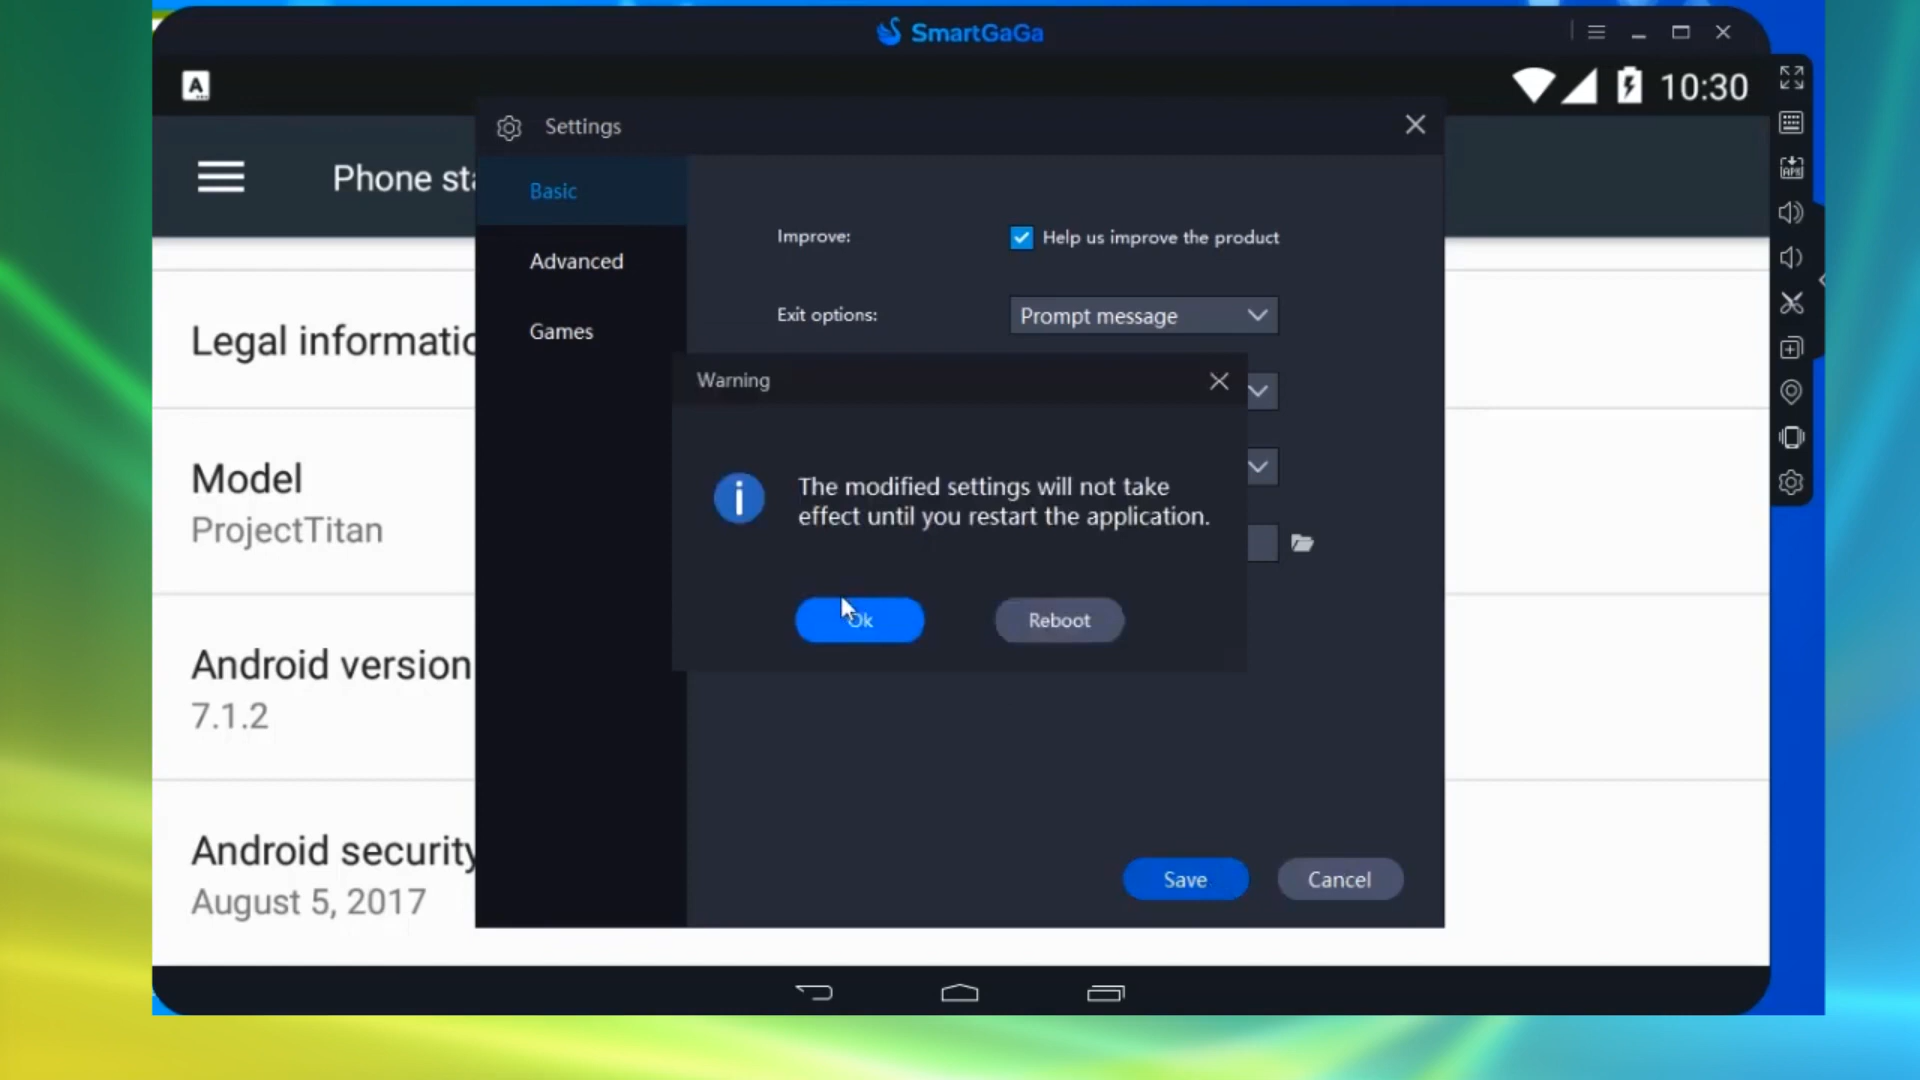 SmartGaGa
A
10:30
Settings
Phone sta
Basic
Improve:
Help us improve the product
Advanced
Exit options:
Prompt message
Games
Legal informatic
Warning
Model
ProjectTitan
The modified settings will not take
effect until you restart the application.
Ok
Reboot
Android version
7.1.2
Android security
August 5, 2017
Save
Cancel
APK